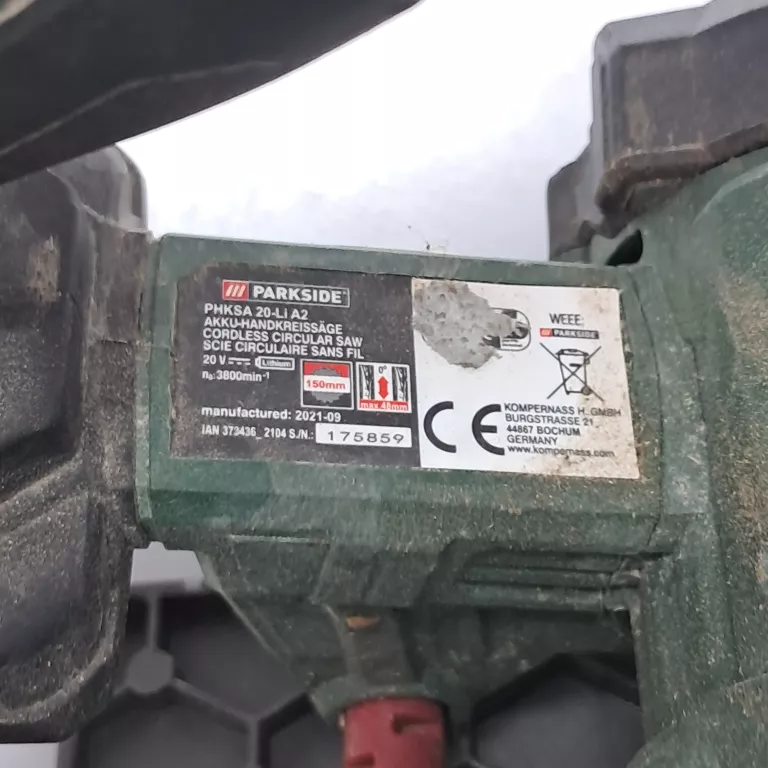 PARKSIDE
PHKSA 20-Li A2
AKKU-HANDKREISSÄGE
CORDLESS CIRCULAR SAW
SCIE CIRCULAIRE SANS FIL
20 V Lithium
n₀:3800min⁻¹
150mm
0°
max 48mm
manufactured: 2021-09
IAN 373436_2104 S./N.: 175859
WEEE:
PARKSIDE
CE
KOMPERNASS H. GMBH
BURGSTRASSE 21
44867 BOCHUM
GERMANY
www.kompernass.com